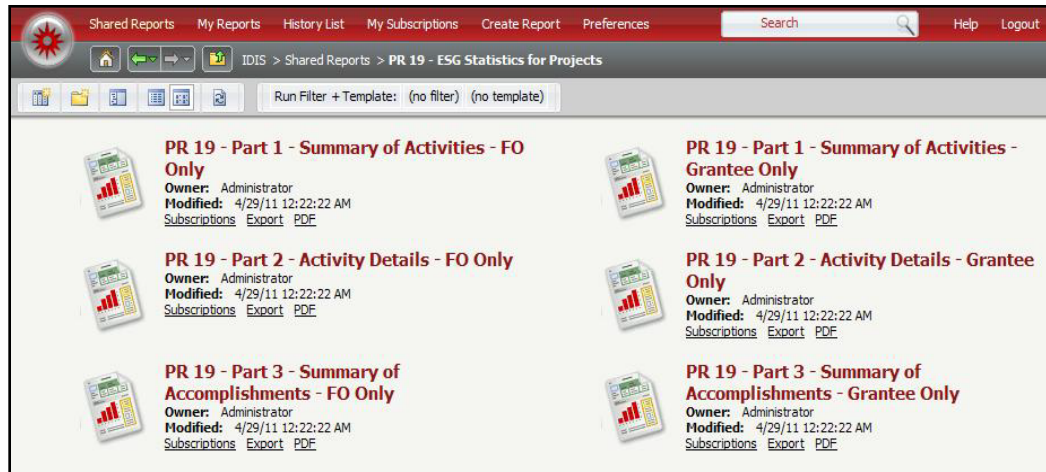 Shared Reports My Reports History List My Subscriptions Create Report Preferences Search Help Logout
IDIS > Shared Reports > PR 19 - ESG Statistics for Projects
Run Filter + Template: (no filter) (no template)
PR 19 - Part 1 - Summary of Activities - FO
Only
Owner: Administrator
Modified: 4/29/11 12:22:22 AM
Subscriptions Export PDF
PR 19 - Part 1 - Summary of Activities -
Grantee Only
Owner: Administrator
Modified: 4/29/11 12:22:22 AM
Subscriptions Export PDF
PR 19 - Part 2 - Activity Details - FO Only
Owner: Administrator
Modified: 4/29/11 12:22:22 AM
Subscriptions Export PDF
PR 19 - Part 2 - Activity Details - Grantee
Only
Owner: Administrator
Modified: 4/29/11 12:22:22 AM
Subscriptions Export PDF
PR 19 - Part 3 - Summary of
Accomplishments - FO Only
Owner: Administrator
Modified: 4/29/11 12:22:22 AM
Subscriptions Export PDF
PR 19 - Part 3 - Summary of
Accomplishments - Grantee Only
Owner: Administrator
Modified: 4/29/11 12:22:22 AM
Subscriptions Export PDF